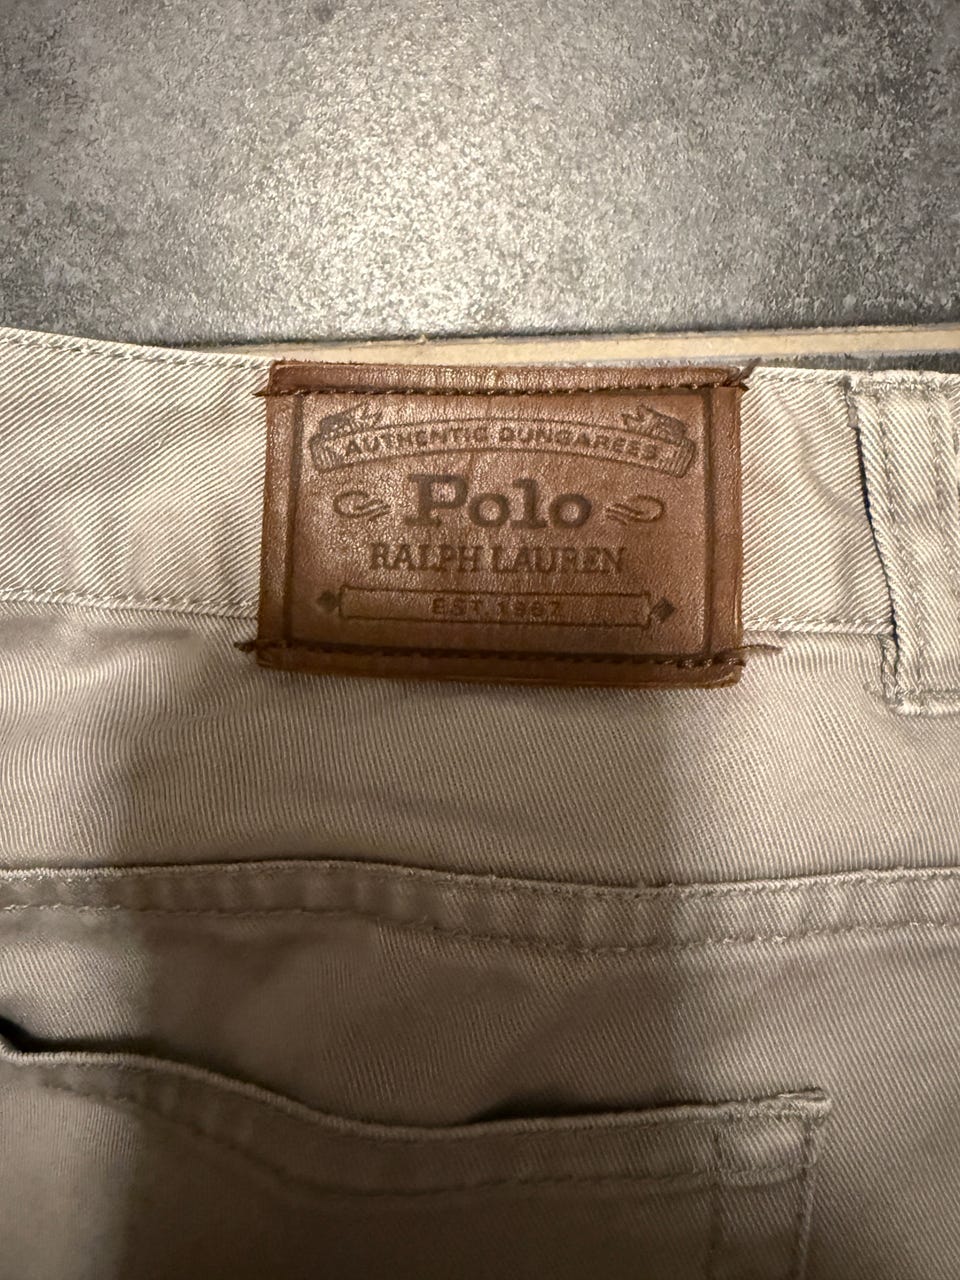 AUTHENTIC DUNGAREES
Polo
RALPH LAUREN
EST. 1967